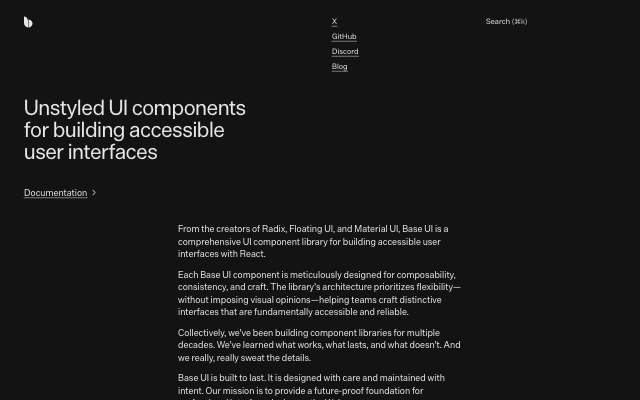 X
GitHub
Discord
Blog
Search (⌘k)
Unstyled UI components
for building accessible
user interfaces
Documentation
From the creators of Radix, Floating UI, and Material UI, Base UI is a
comprehensive UI component library for building accessible user
interfaces with React.
Each Base UI component is meticulously designed for composability,
consistency, and craft. The library's architecture prioritizes flexibility—
without imposing visual opinions—helping teams craft distinctive
interfaces that are fundamentally accessible and reliable.
Collectively, we've been building component libraries for multiple
decades. We've learned what works, what lasts, and what doesn't. And
we really, really sweat the details.
Base UI is built to last. It is designed with care and maintained with
intent. Our mission is to provide a future-proof foundation for